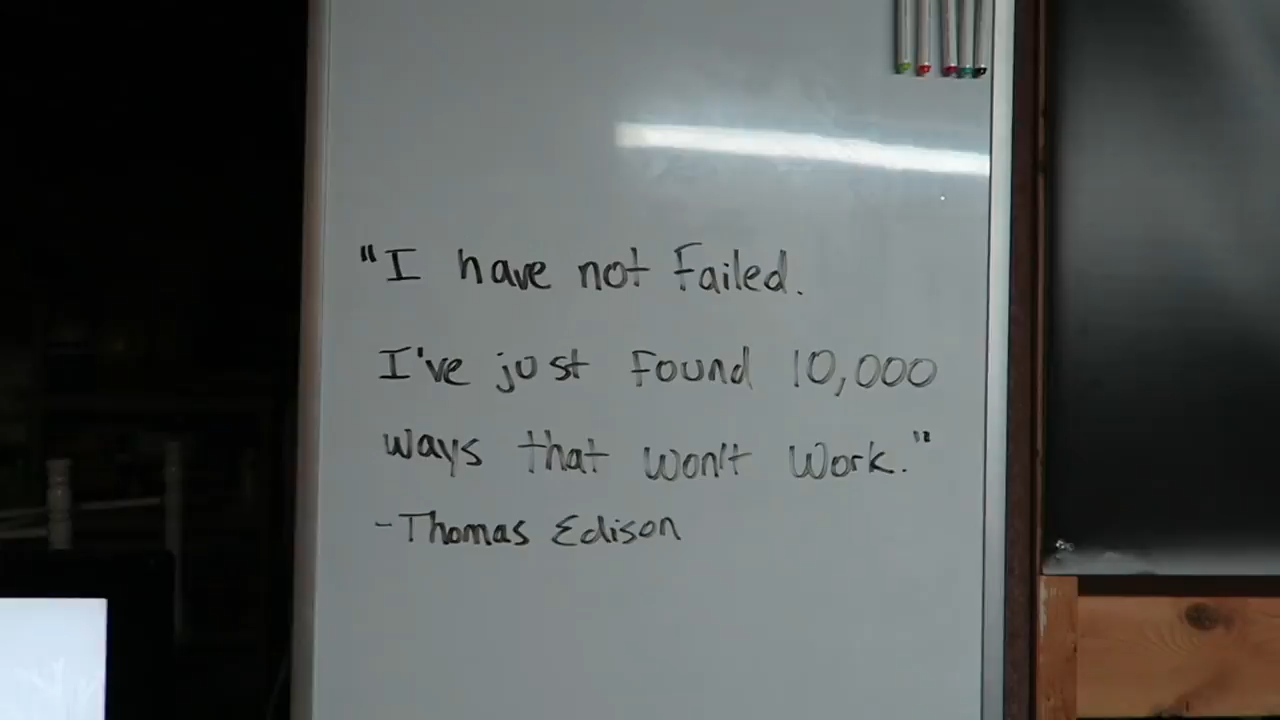 "I have not Failed.
I've just Found 10,000
ways that won't work."
-Thomas Edison